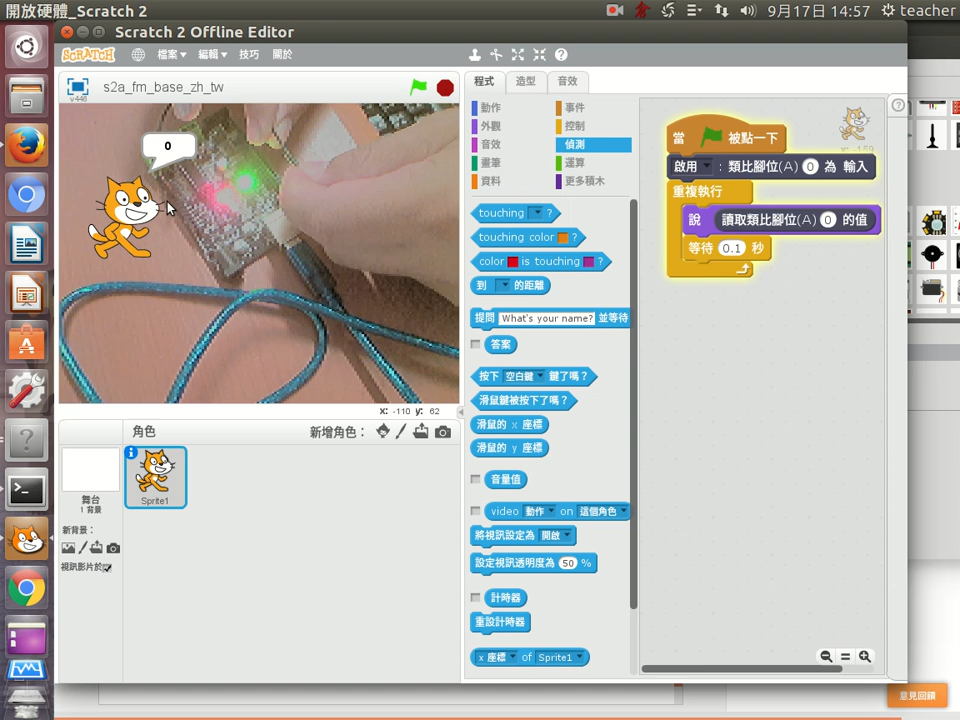 開放硬體_Scratch 2
9月17日 14:57 teacher
Scratch 2 Offline Editor
SCRATCH 檔案 編輯 技巧 關於
v446
s2a_fm_base_zh_tw
0
x: -110 y: 62
角色 新增角色：
Sprite1
舞台
1 背景
新背景：
視訊影片於
程式 造型 音效
動作 事件
外觀 控制
音效 偵測
畫筆 運算
資料 更多積木
touching ?
touching color ?
color is touching ?
到 的距離
提問 What's your name? 並等待
答案
按下 空白鍵 鍵了嗎？
滑鼠鍵被按下了嗎？
滑鼠的 x 座標
滑鼠的 y 座標
音量值
video 動作 on 這個角色
將視訊設定為 開啟
設定視訊透明度為 50 %
計時器
重設計時器
x 座標 of Sprite1
當 被點一下
啟用 : 類比腳位(A) 0 為 輸入
重複執行
說 讀取類比腳位(A) 0 的值
等待 0.1 秒
意見回饋